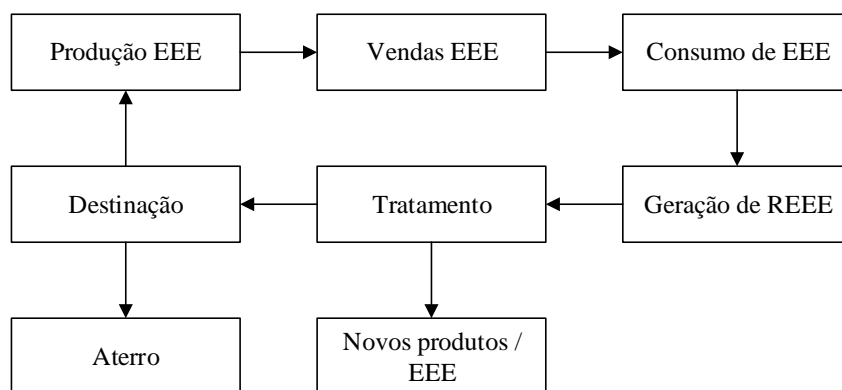 Produção EEE
Vendas EEE
Consumo de EEE
Destinação
Tratamento
Geração de REEE
Aterro
Novos produtos /
EEE